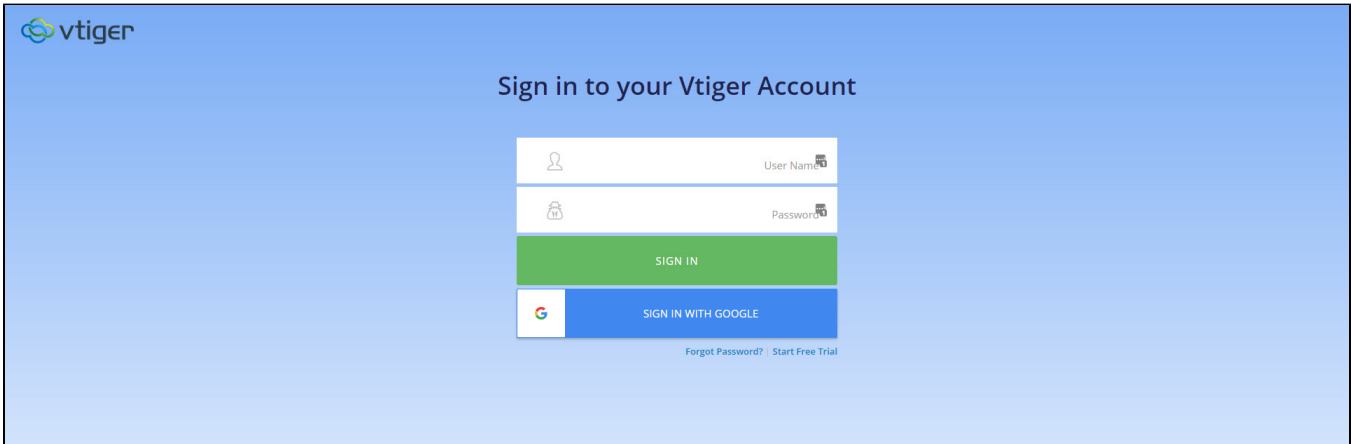 vtiger
Sign in to your Vtiger Account
User Name
Password
SIGN IN
G SIGN IN WITH GOOGLE
Forgot Password? | Start Free Trial